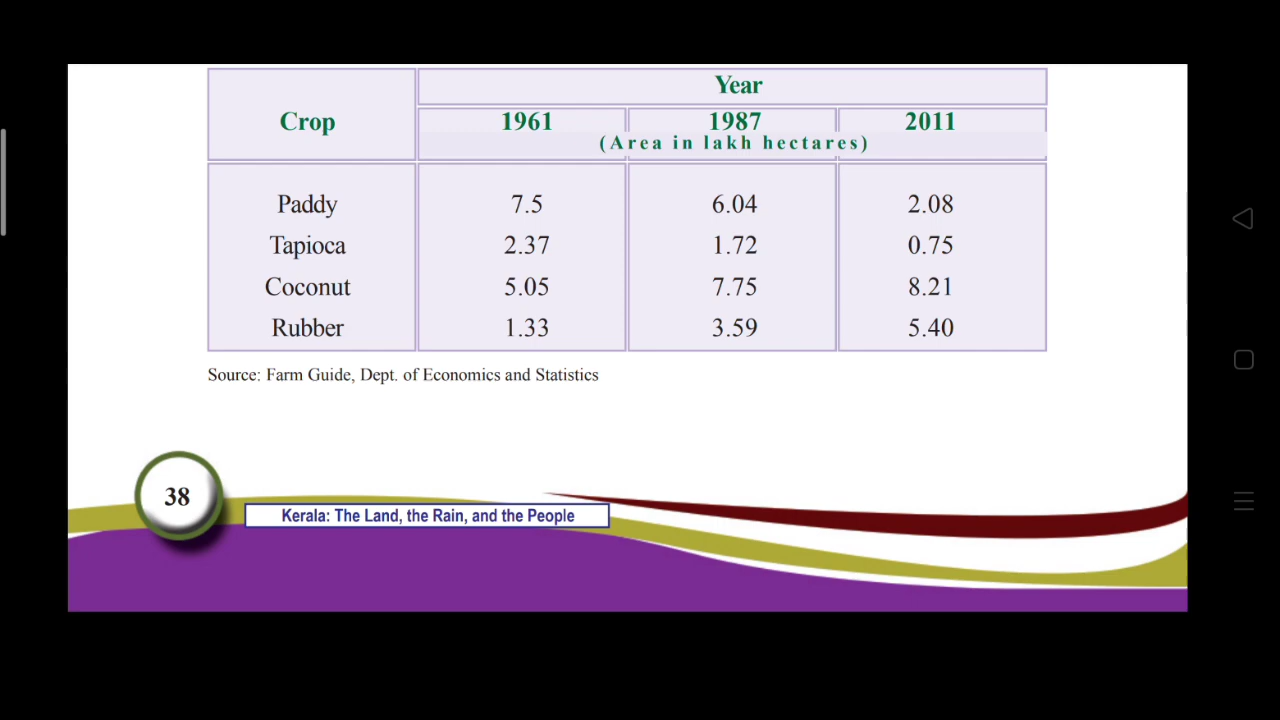 Year
Crop 1961 1987 2011
(Area in lakh hectares)
Paddy 7.5 6.04 2.08
Tapioca 2.37 1.72 0.75
Coconut 5.05 7.75 8.21
Rubber 1.33 3.59 5.40
Source: Farm Guide, Dept. of Economics and Statistics
38
Kerala: The Land, the Rain, and the People